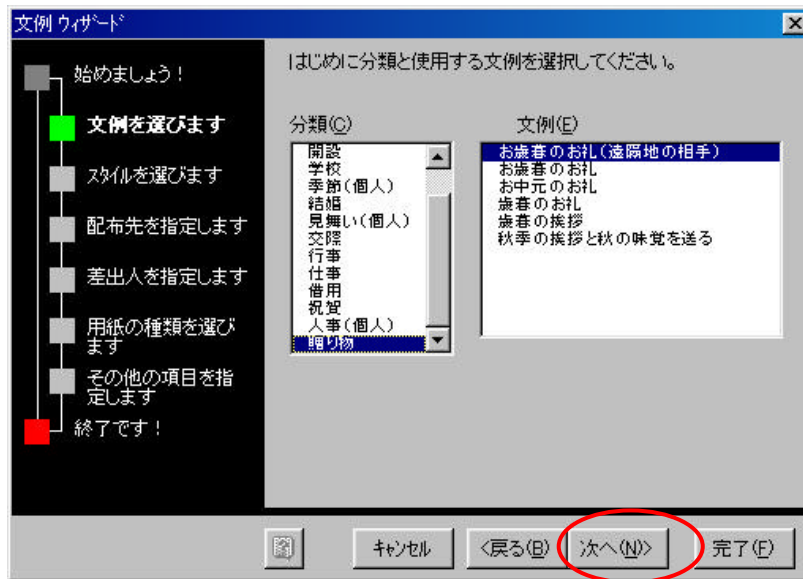 文例 ウィザード
始めましょう！
文例を選びます
スタイルを選びます
配布先を指定します
差出人を指定します
用紙の種類を選び
ます
その他の項目を指
定します
終了です！
はじめに分類と使用する文例を選択してください。
分類(C)
開設
学校
季節(個人)
結婚
見舞い(個人)
交際
行事
仕事
借用
祝賀
人事(個人)
贈り物
文例(E)
お歳暮のお礼(遠隔地の相手)
お歳暮のお礼
お中元のお礼
歳暮のお礼
歳暮の挨拶
秋季の挨拶と秋の味覚を送る
キャンセル
<戻る(B)
次へ(N)>
完了(F)